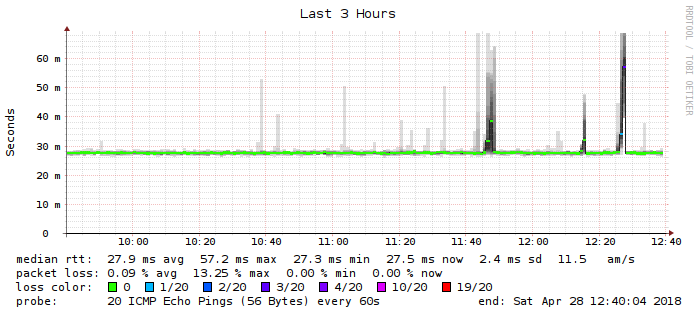 Last 3 Hours
RRDTOOL / TOBI OETIKER
Seconds
60 m
50 m
40 m
30 m
20 m
10 m
0
10:00 10:20 10:40 11:00 11:20 11:40 12:00 12:20 12:40
median rtt: 27.9 ms avg 57.2 ms max 27.3 ms min 27.5 ms now 2.4 ms sd 11.5 am/s
packet loss: 0.09 % avg 13.25 % max 0.00 % min 0.00 % now
loss color: 0 1/20 2/20 3/20 4/20 10/20 19/20
probe: 20 ICMP Echo Pings (56 Bytes) every 60s end: Sat Apr 28 12:40:04 2018